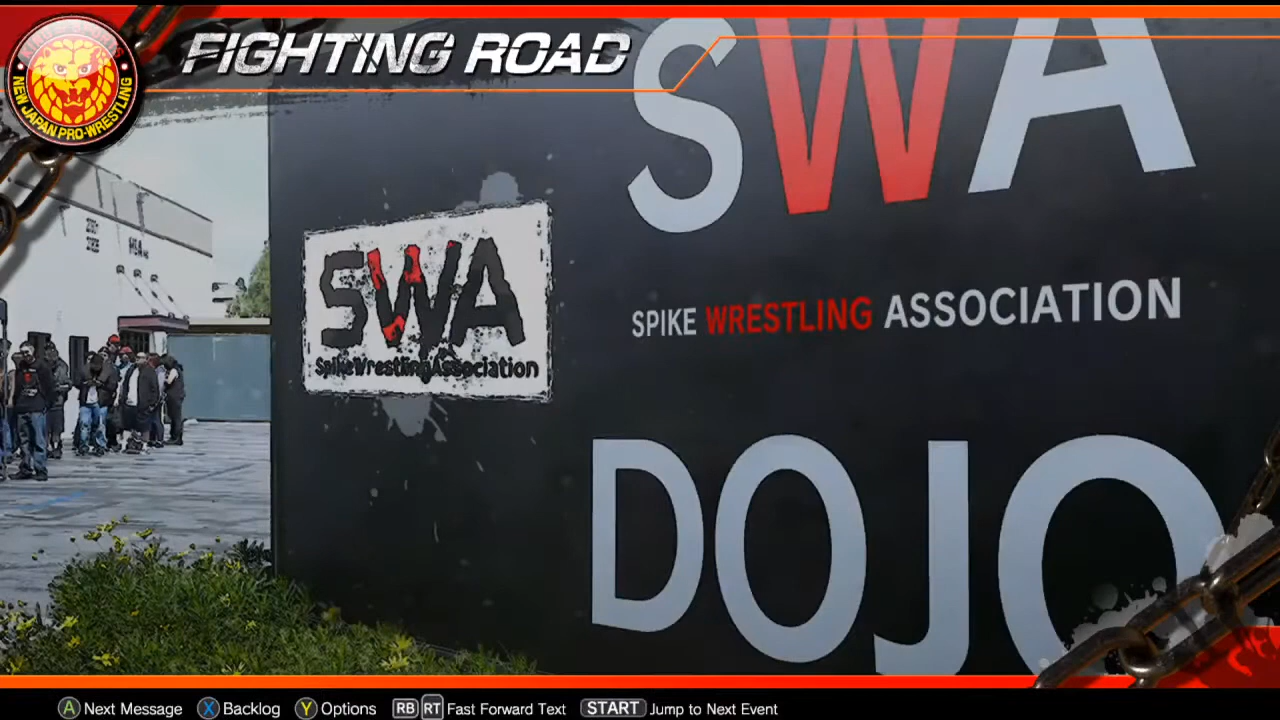 FIGHTING ROAD
NEW JAPAN PRO-WRESTLING
SWA
SWA
SpikeWrestlingAssociation
SPIKE WRESTLING ASSOCIATION
DOJO
A Next Message X Backlog Y Options RB RT Fast Forward Text START Jump to Next Event